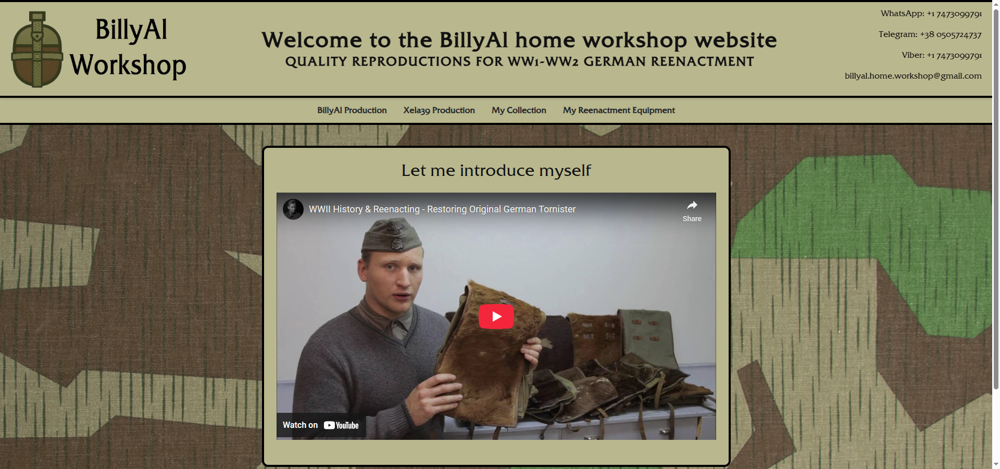 BillyAl
Workshop
Welcome to the BillyAl home workshop website
QUALITY REPRODUCTIONS FOR WW1-WW2 GERMAN REENACTMENT
WhatsApp: +1 7473099791
Telegram: +38 0505724737
Viber: +1 7473099791
billyal.home.workshop@gmail.com
BillyAl Production
Xela39 Production
My Collection
My Reenactment Equipment
Let me introduce myself
WWII History & Reenacting - Restoring Original German Tornister
Share
Watch on YouTube